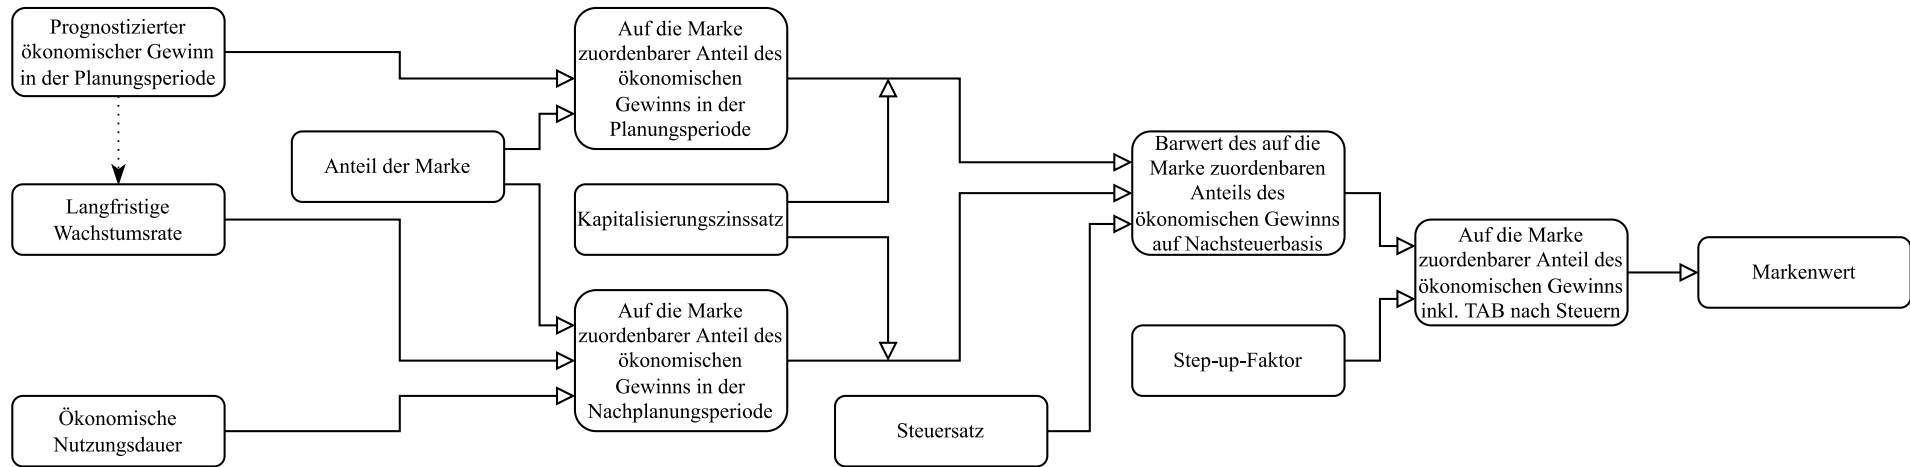 Prognostizierter
ökonomischer Gewinn
in der Planungsperiode
Langfristige
Wachstumsrate
Ökonomische
Nutzungsdauer
Anteil der Marke
Auf die Marke
zuordenbarer Anteil des
ökonomischen
Gewinns in der
Planungsperiode
Kapitalisierungszinssatz
Auf die Marke
zuordenbarer Anteil des
ökonomischen
Gewinns in der
Nachplanungsperiode
Steuersatz
Barwert des auf die
Marke zuordenbaren
Anteils des
ökonomischen Gewinns
auf Nachsteuerbasis
Step-up-Faktor
Auf die Marke
zuordenbarer Anteil des
ökonomischen Gewinns
inkl. TAB nach Steuern
Markenwert